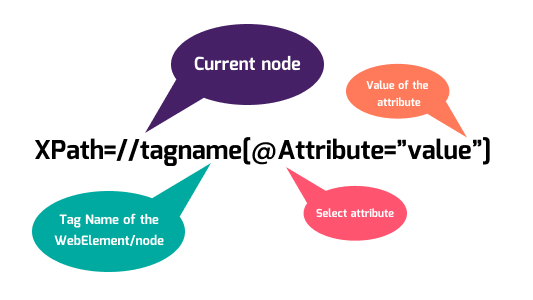 Current node
Value of the
attribute
XPath=//tagname[@Attribute=”value”]
Tag Name of the
WebElement/node
Select attribute